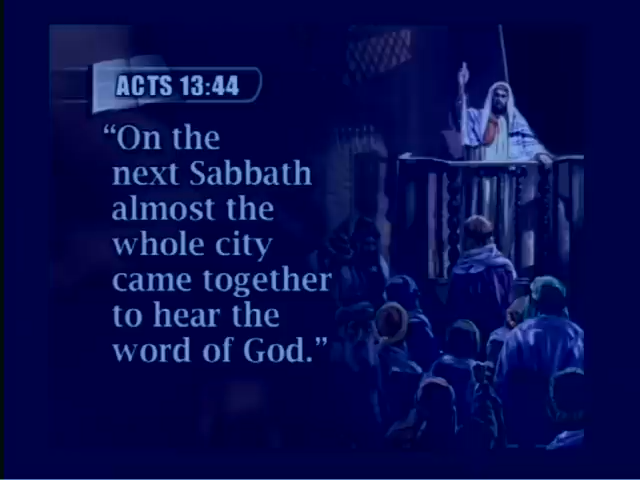 ACTS 13:44
“On the
next Sabbath
almost the
whole city
came together
to hear the
word of God.”